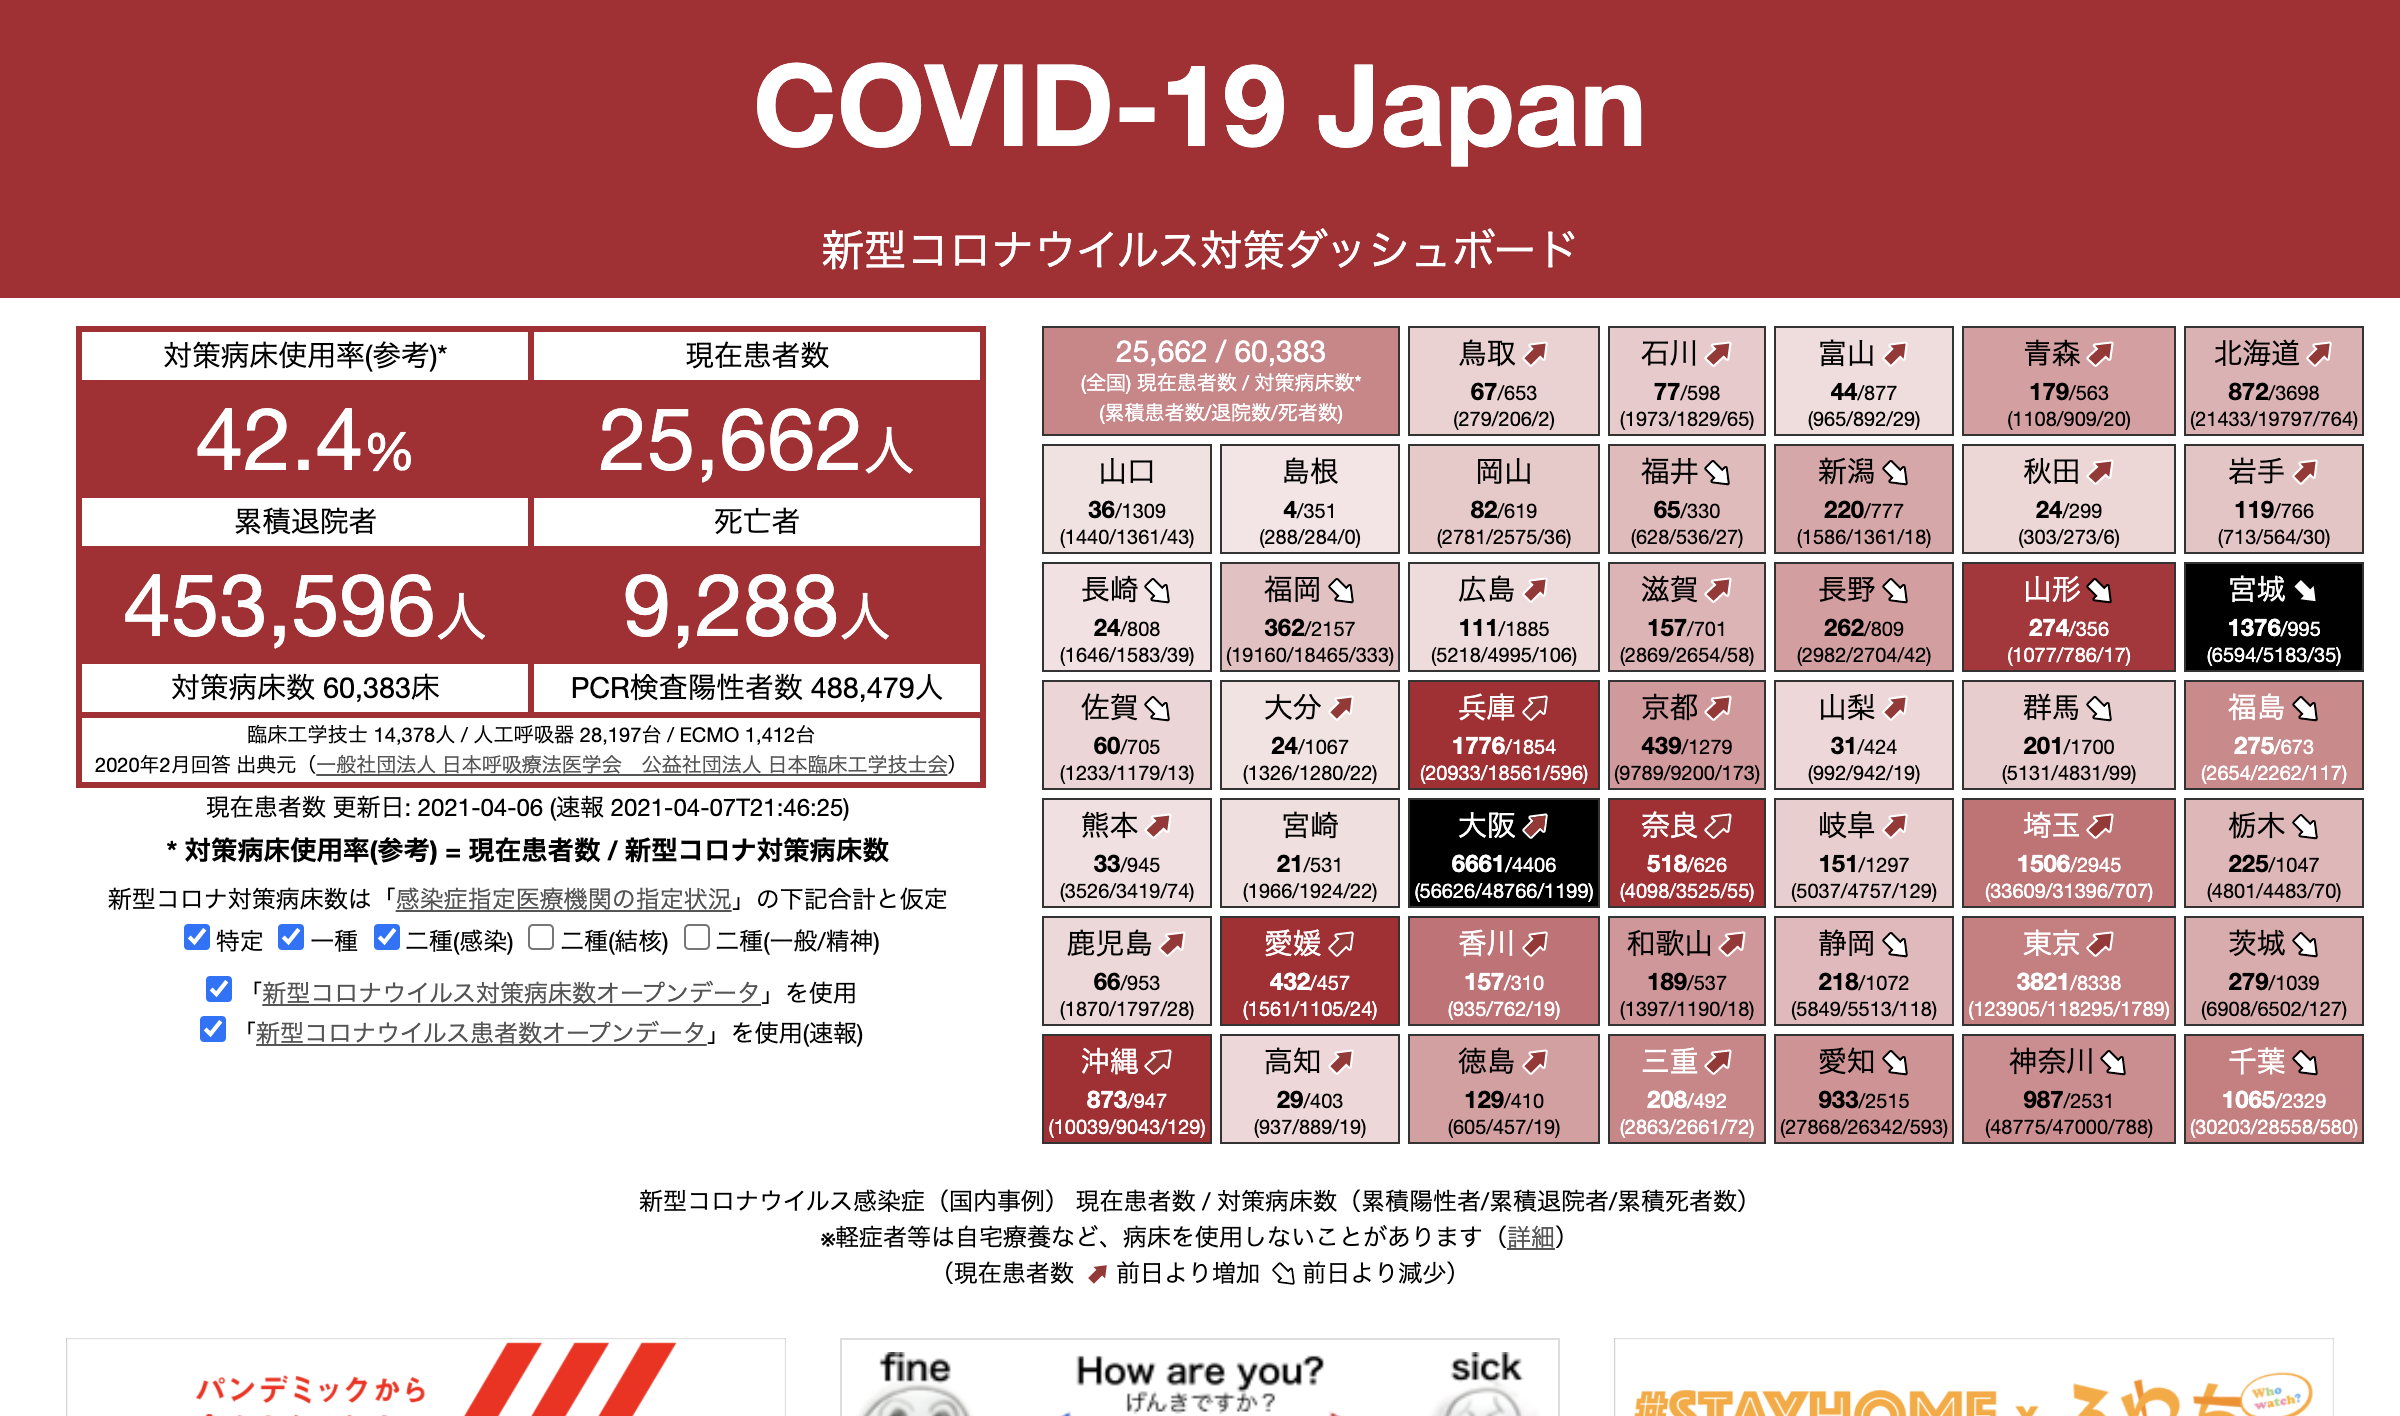 COVID-19 Japan
新型コロナウイルス対策ダッシュボード
対策病床使用率(参考)*
現在患者数
42.4%
25,662人
累積退院者
死亡者
453,596人
9,288人
対策病床数 60,383床
PCR検査陽性者数 488,479人
臨床工学技士 14,378人 / 人工呼吸器 28,197台 / ECMO 1,412台
2020年2月回答 出典元（一般社団法人 日本呼吸療法医学会　公益社団法人 日本臨床工学技士会）
現在患者数 更新日: 2021-04-06 (速報 2021-04-07T21:46:25)
* 対策病床使用率(参考) = 現在患者数 / 新型コロナ対策病床数
新型コロナ対策病床数は「感染症指定医療機関の指定状況」の下記合計と仮定
特定 一種 二種(感染) 二種(結核) 二種(一般/精神)
「新型コロナウイルス対策病床数オープンデータ」を使用
「新型コロナウイルス患者数オープンデータ」を使用(速報)
25,662 / 60,383
(全国) 現在患者数 / 対策病床数*
(累積患者数/退院数/死者数)
鳥取
67/653
(279/206/2)
石川
77/598
(1973/1829/65)
富山
44/877
(965/892/29)
青森
179/563
(1108/909/20)
北海道
872/3698
(21433/19797/764)
山口
36/1309
(1440/1361/43)
島根
4/351
(288/284/0)
岡山
82/619
(2781/2575/36)
福井
65/330
(628/536/27)
新潟
220/777
(1586/1361/18)
秋田
24/299
(303/273/6)
岩手
119/766
(713/564/30)
長崎
24/808
(1646/1583/39)
福岡
362/2157
(19160/18465/333)
広島
111/1885
(5218/4995/106)
滋賀
157/701
(2869/2654/58)
長野
262/809
(2982/2704/42)
山形
274/356
(1077/786/17)
宮城
1376/995
(6594/5183/35)
佐賀
60/705
(1233/1179/13)
大分
24/1067
(1326/1280/22)
兵庫
1776/1854
(20933/18561/596)
京都
439/1279
(9789/9200/173)
山梨
31/424
(992/942/19)
群馬
201/1700
(5131/4831/99)
福島
275/673
(2654/2262/117)
熊本
33/945
(3526/3419/74)
宮崎
21/531
(1966/1924/22)
大阪
6661/4406
(56626/48766/1199)
奈良
518/626
(4098/3525/55)
岐阜
151/1297
(5037/4757/129)
埼玉
1506/2945
(33609/31396/707)
栃木
225/1047
(4801/4483/70)
鹿児島
66/953
(1870/1797/28)
愛媛
432/457
(1561/1105/24)
香川
157/310
(935/762/19)
和歌山
189/537
(1397/1190/18)
静岡
218/1072
(5849/5513/118)
東京
3821/8338
(123905/118295/1789)
茨城
279/1039
(6908/6502/127)
沖縄
873/947
(10039/9043/129)
高知
29/403
(937/889/19)
徳島
129/410
(605/457/19)
三重
208/492
(2863/2661/72)
愛知
933/2515
(27868/26342/593)
神奈川
987/2531
(48775/47000/788)
千葉
1065/2329
(30203/28558/580)
新型コロナウイルス感染症（国内事例） 現在患者数 / 対策病床数（累積陽性者/累積退院者/累積死者数）
※軽症者等は自宅療養など、病床を使用しないことがあります（詳細）
（現在患者数 前日より増加 前日より減少）
パンデミックから
fine
How are you?
sick
げんきですか？
#STAYHOME x ふわっち
Who watch?